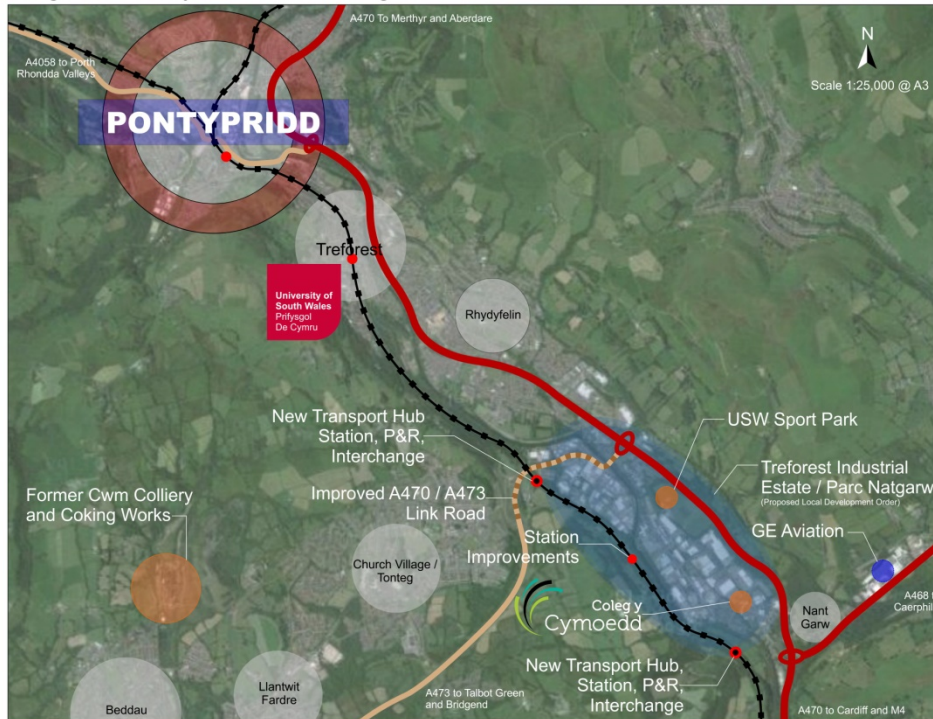 A470 To Merthyr and Aberdare
N
A4058 to Porth
Rhondda Valleys
Scale 1:25,000 @ A3
PONTYPRIDD
Treforest
University of
South Wales
Prifysgol
De Cymru
Rhydyfelin
New Transport Hub
Station, P&R,
Interchange
USW Sport Park
Treforest Industrial
Estate / Parc Natgarw
(Proposed Local Development Order)
Former Cwm Colliery
and Coking Works
Improved A470 / A473
Link Road
GE Aviation
Station
Improvements
Church Village /
Tonteg
A468 t
Caerphil
Coleg y
Cymoedd
Nant
Garw
New Transport Hub,
Station, P&R,
Interchange
Llantwit
Fardre
A473 to Talbot Green
and Bridgend
Beddau
A470 to Cardiff and M4